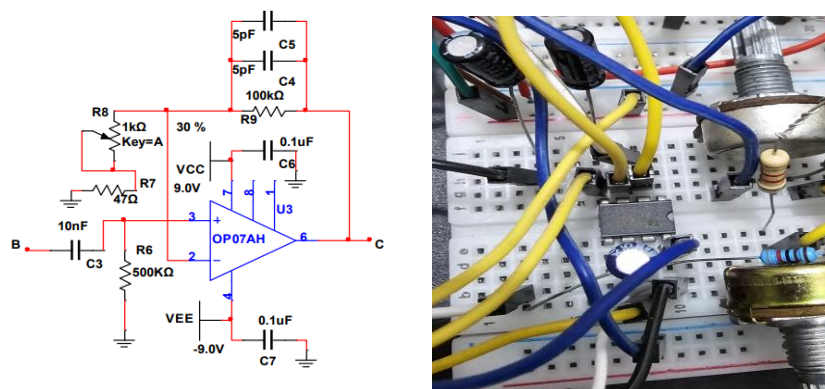 5pF
C5
5pF
C4
100kΩ
R9
R8
1kΩ
Key=A
30 %
0.1uF
VCC
C6
9.0V
R7
47Ω
7
8
1
U3
10nF
B
3
+
OP07AH
6
C
C3
R6
2
−
500KΩ
4
VEE
0.1uF
-9.0V
C7